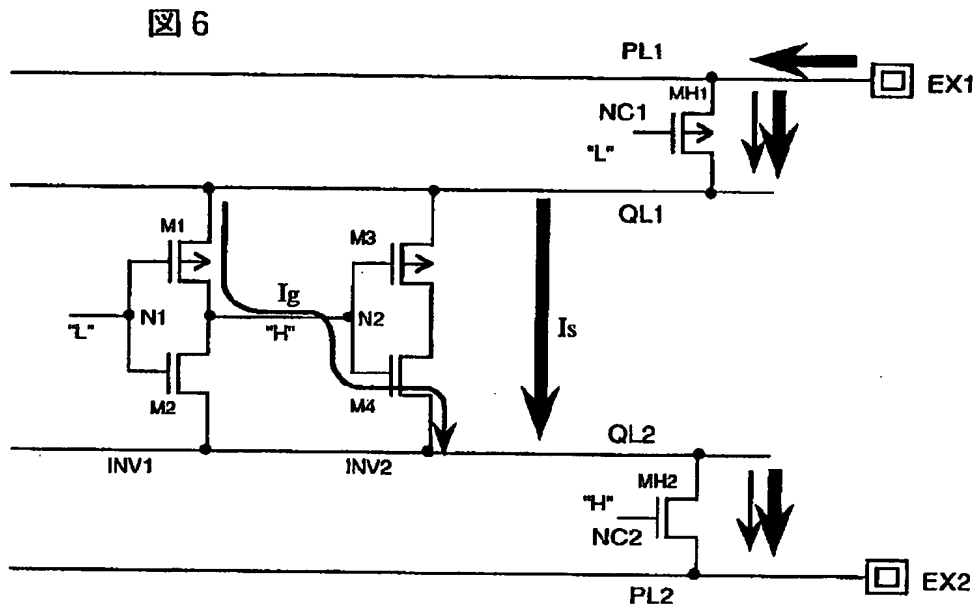 図 6
PL1
EX1
MH1
NC1
"L"
QL1
M1
M3
Ig
N1
"L"
"H"
N2
Is
M2
M4
QL2
INV1
INV2
MH2
"H"
NC2
EX2
PL2